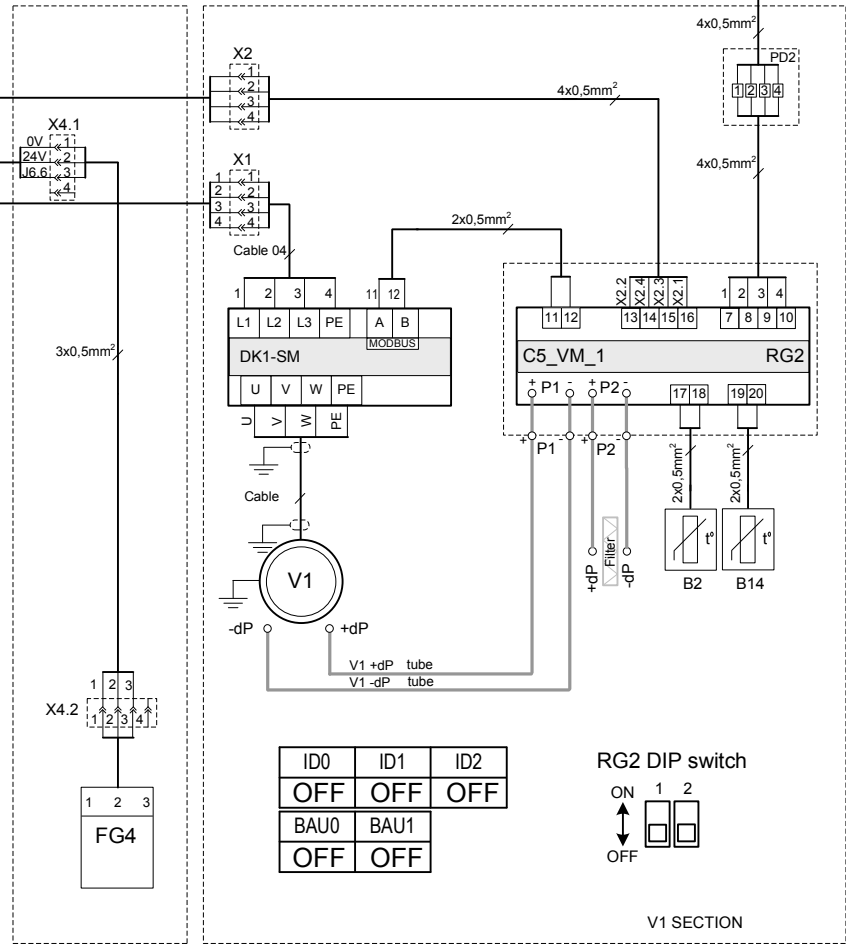 4x0,5mm²
PD2
1 2 3 4
4x0,5mm²
X2
1
2
3
4
4x0,5mm²
X4.1
0V 1
24V 2
J6.6 3
4
X1
1 1
2 2
3 3
4 4
Cable 04
2x0,5mm²
3x0,5mm²
1 2 3 4
11 12
L1 L2 L3 PE
A B
MODBUS
DK1-SM
U V W PE
U V W PE
Cable
V1
-dP
+dP
V1 +dP tube
V1 -dP tube
X2.2 X2.4 X2.3 X2.1
1 2 3 4
11 12
13 14 15 16
7 8 9 10
C5_VM_1
RG2
+ P1 -
+ P2 -
17 18
19 20
+ P1 -
+ P2 -
2x0,5mm²
2x0,5mm²
+dP
Filter
-dP
t°
t°
B2
B14
1 2 3
X4.2
1 2 3 4
1 2 3
FG4
ID0 ID1 ID2
OFF OFF OFF
BAU0 BAU1
OFF OFF
RG2 DIP switch
ON 1 2
OFF
V1 SECTION